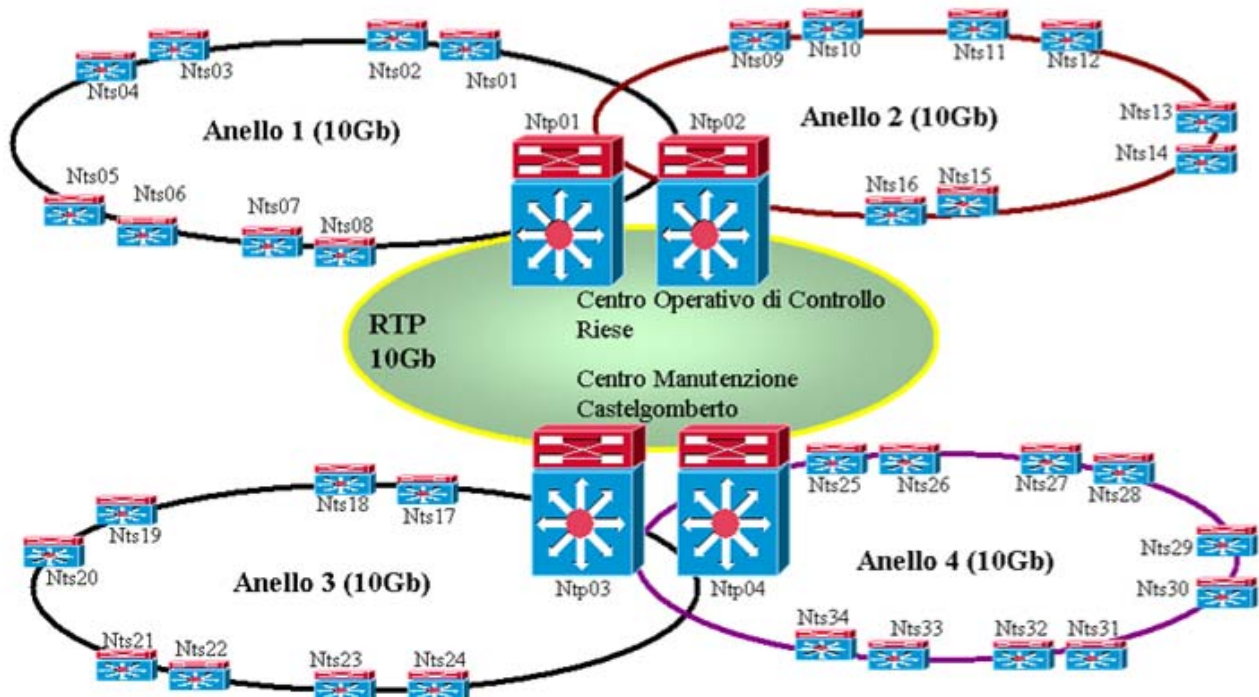 Nts04
Nts03
Nts02
Nts01
Anello 1 (10Gb)
Nts05
Nts06
Nts07
Nts08
Ntp01
Ntp02
Nts09
Nts10
Nts11
Nts12
Anello 2 (10Gb)
Nts13
Nts14
Nts16
Nts15
RTP
10Gb
Centro Operativo di Controllo
Riese
Centro Manutenzione
Castelgomberto
Nts18
Nts17
Nts19
Nts20
Anello 3 (10Gb)
Nts21
Nts22
Nts23
Nts24
Ntp03
Ntp04
Nts25
Nts26
Nts27
Nts28
Anello 4 (10Gb)
Nts29
Nts30
Nts34
Nts33
Nts32
Nts31